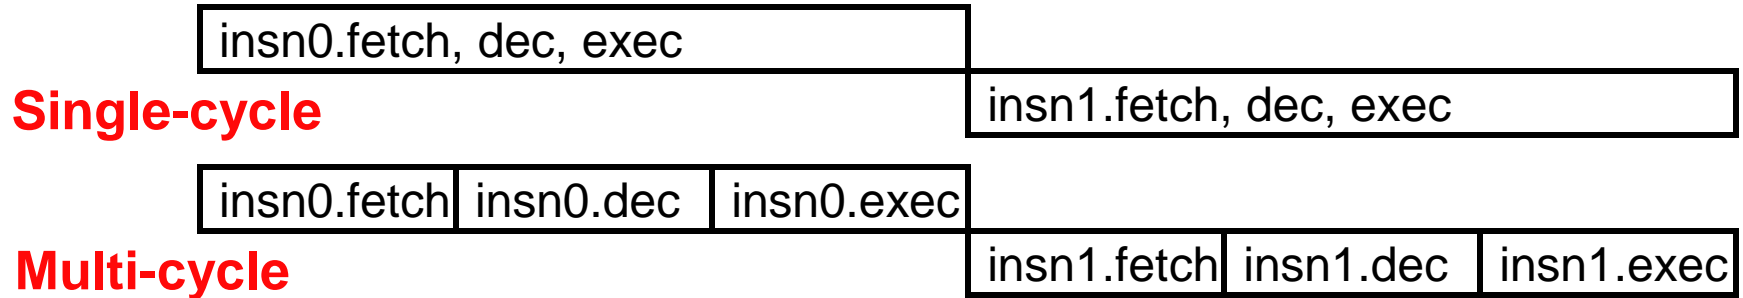 insn0.fetch, dec, exec
Single-cycle
insn1.fetch, dec, exec
insn0.fetch insn0.dec insn0.exec
Multi-cycle
insn1.fetch insn1.dec insn1.exec